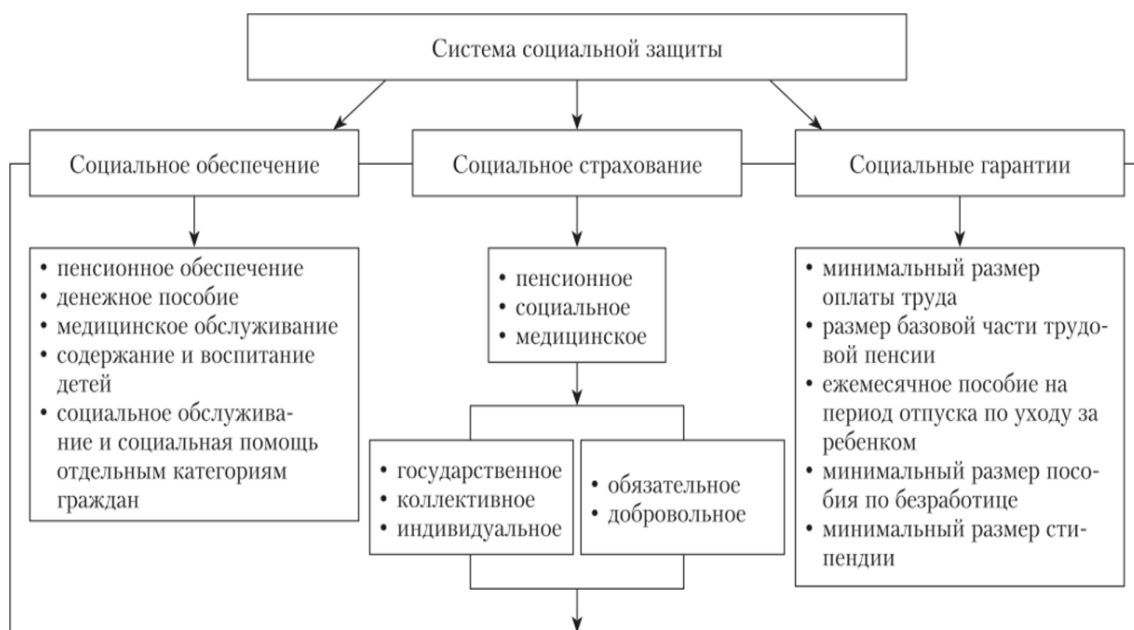 Система социальной защиты
Социальное обеспечение
Социальное страхование
Социальные гарантии
• пенсионное обеспечение
• денежное пособие
• медицинское обслуживание
• содержание и воспитание
детей
• социальное обслужива-
ние и социальная помощь
отдельным категориям
граждан
• пенсионное
• социальное
• медицинское
• государственное
• коллективное
• индивидуальное
• обязательное
• добровольное
• минимальный размер
оплаты труда
• размер базовой части трудо-
вой пенсии
• ежемесячное пособие на
период отпуска по уходу за
ребенком
• минимальный размер посо-
бия по безработице
• минимальный размер сти-
пендии